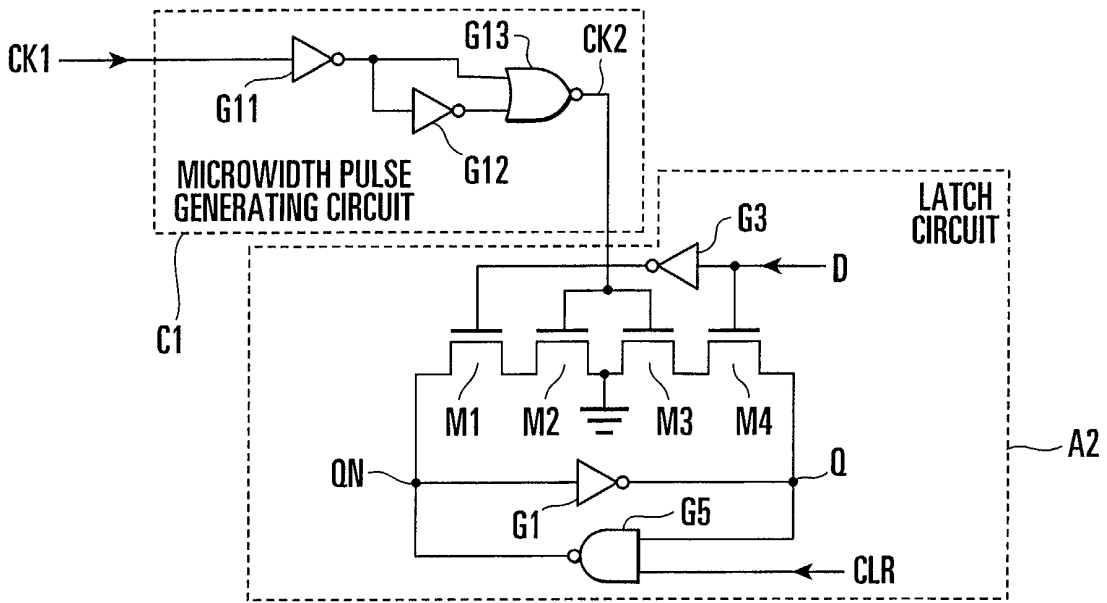 G13
CK2
CK1
G11
G12
MICROWIDTH PULSE
GENERATING CIRCUIT
LATCH
CIRCUIT
G3
D
C1
M1
M2
M3
M4
A2
QN
Q
G1
G5
CLR